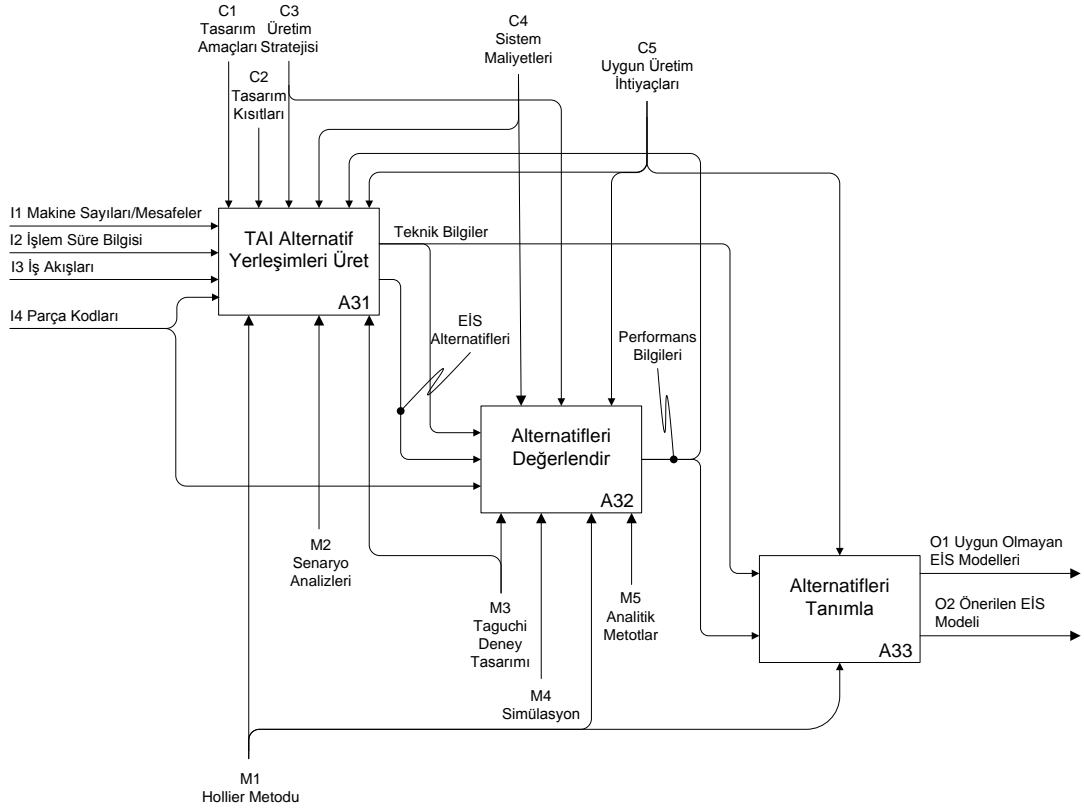 C1
Tasarım
Amaçları
C3
Üretim
Stratejisi
C2
Tasarım
Kısıtları
C4
Sistem
Maliyetleri
C5
Uygun Üretim
İhtiyaçları
I1 Makine Sayıları/Mesafeler
I2 İşlem Süre Bilgisi
I3 İş Akışları
I4 Parça Kodları
TAI Alternatif
Yerleşimleri Üret
A31
Teknik Bilgiler
EİS
Alternatifleri
Performans
Bilgileri
Alternatifleri
Değerlendir
A32
M2
Senaryo
Analizleri
M3
Taguchi
Deney
Tasarımı
M4
Simülasyon
M5
Analitik
Metotlar
Alternatifleri
Tanımla
A33
O1 Uygun Olmayan
EİS Modelleri
O2 Önerilen EİS
Modeli
M1
Hollier Metodu